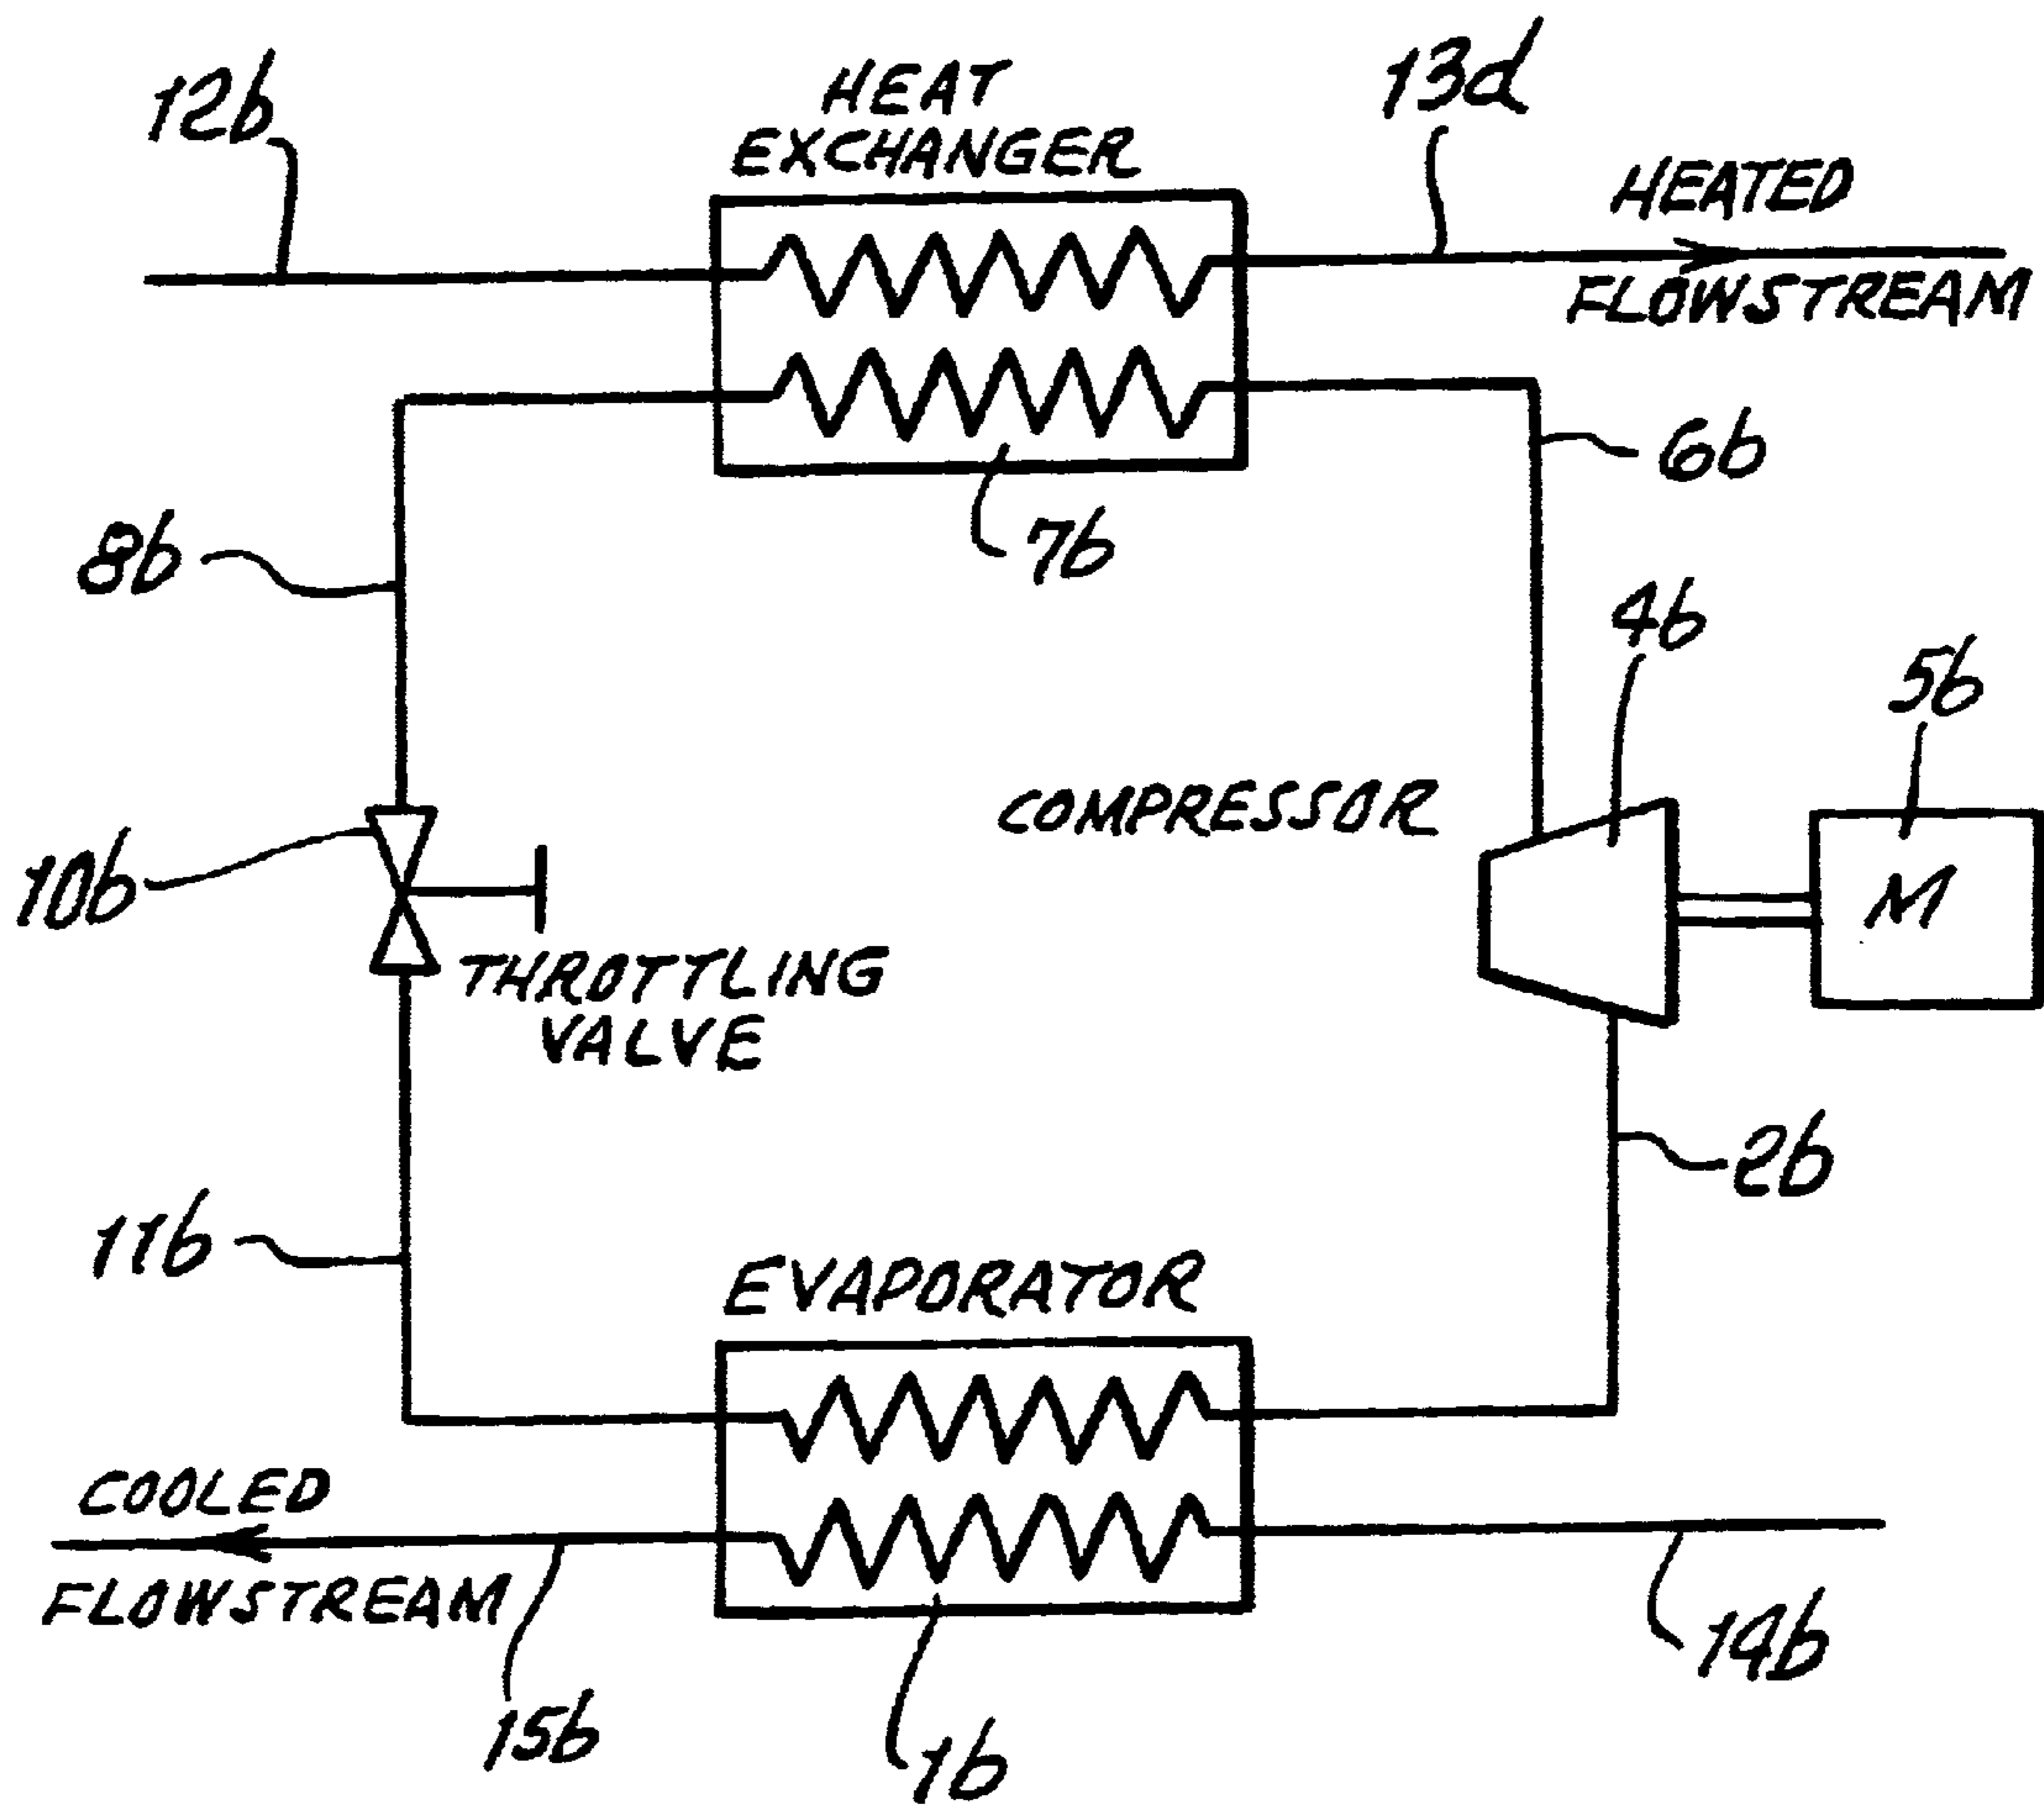 12b
HEAT
EXCHANGER
13d
HEATED
FLOWSTREAM
6b
7b
8b
4b
5b
COMPRESSOR
M
10b
THROTTLING
VALVE
2b
11b
EVAPORATOR
COOLED
FLOWSTREAM
14b
15b
1b